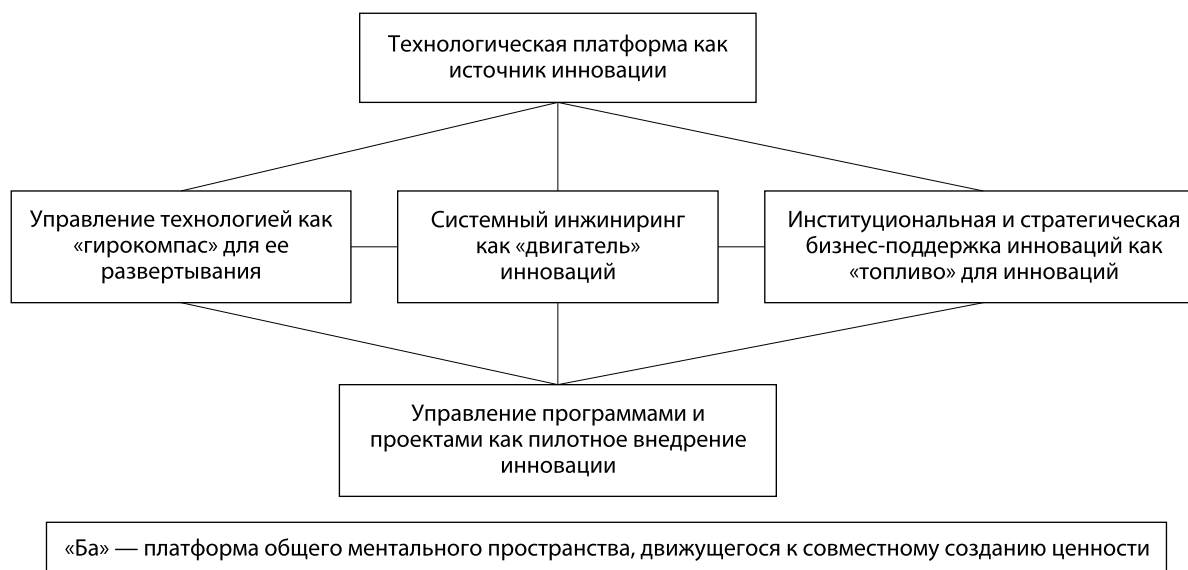 Технологическая платформа как
источник инновации
Управление технологией как
«гирокомпас» для ее
развертывания
Системный инжиниринг
как «двигатель»
инноваций
Институциональная и стратегическая
бизнес-поддержка инноваций как
«топливо» для инноваций
Управление программами и
проектами как пилотное внедрение
инновации
«Ба» — платформа общего ментального пространства, движущегося к совместному созданию ценности